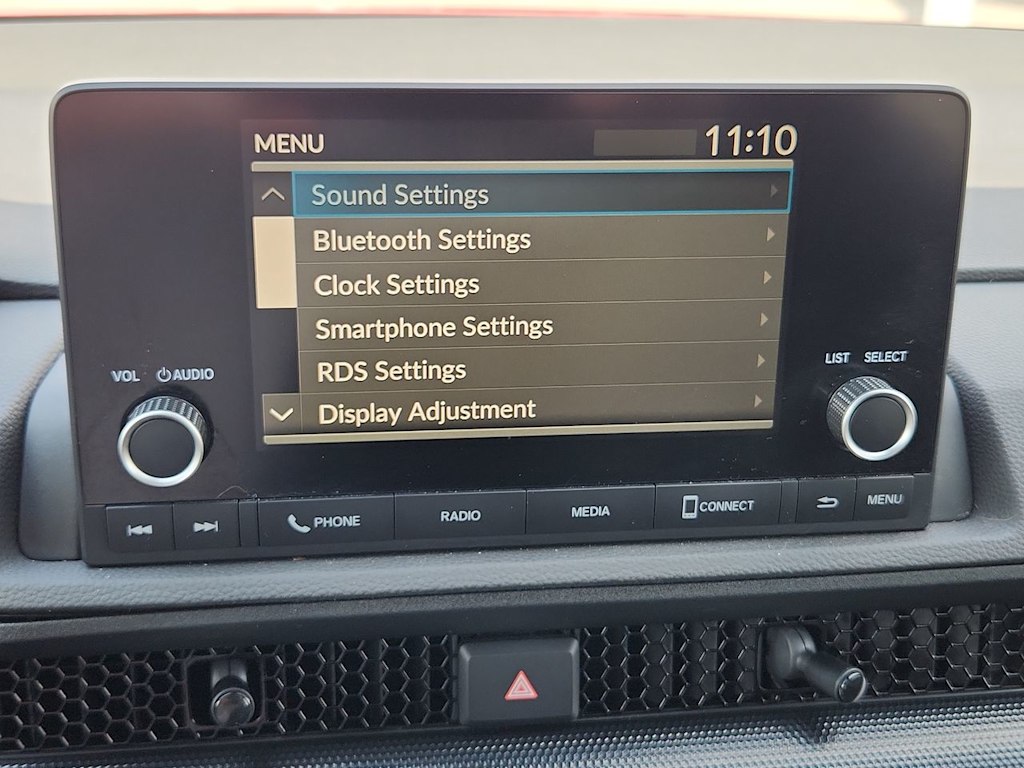 MENU 11:10
Sound Settings
Bluetooth Settings
Clock Settings
Smartphone Settings
RDS Settings
Display Adjustment
VOL AUDIO
LIST SELECT
PHONE
RADIO
MEDIA
CONNECT
MENU